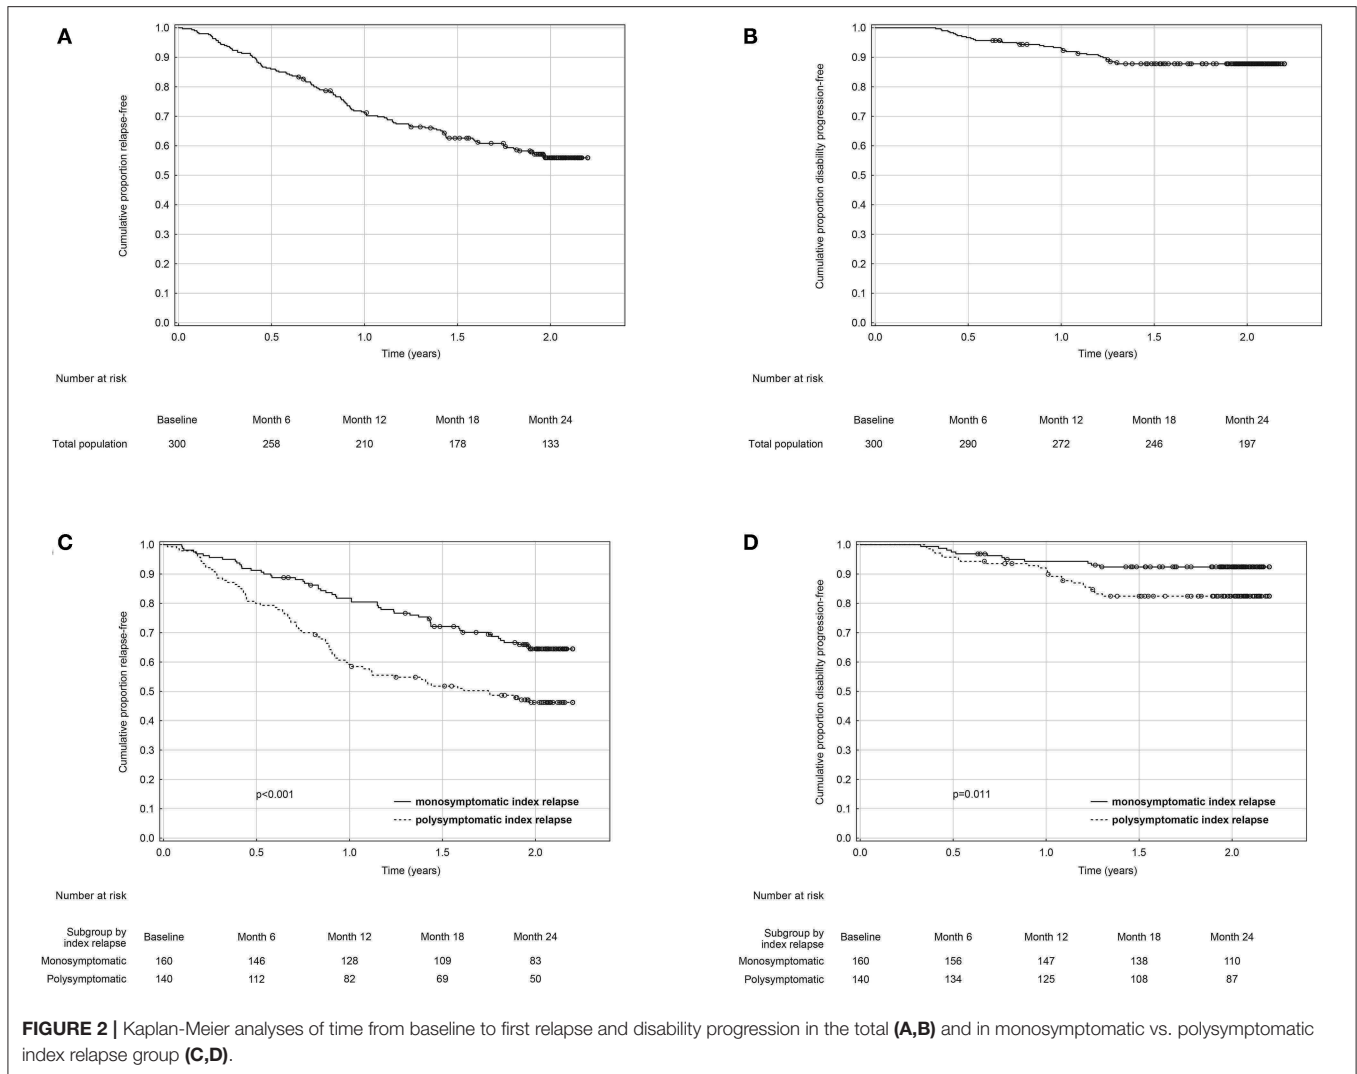 A
Cumulative proportion relapse-free
1.0
0.9
0.8
0.7
0.6
0.5
0.4
0.3
0.2
0.1
0.0
0.0 0.5 1.0 1.5 2.0
Time (years)
Number at risk
Baseline Month 6 Month 12 Month 18 Month 24
Total population 300 258 210 178 133
B
Cumulative proportion disability progression-free
1.0
0.9
0.8
0.7
0.6
0.5
0.4
0.3
0.2
0.1
0.0
0.0 0.5 1.0 1.5 2.0
Time (years)
Number at risk
Baseline Month 6 Month 12 Month 18 Month 24
Total population 300 290 272 246 197
C
Cumulative proportion relapse-free
1.0
0.9
0.8
0.7
0.6
0.5
0.4
0.3
0.2
0.1
0.0
p<0.001
monosymptomatic index relapse
polysymptomatic index relapse
0.0 0.5 1.0 1.5 2.0
Time (years)
Number at risk
Subgroup by
index relapse Baseline Month 6 Month 12 Month 18 Month 24
Monosymptomatic 160 146 128 109 83
Polysymptomatic 140 112 82 69 50
D
Cumulative proportion disability progression-free
1.0
0.9
0.8
0.7
0.6
0.5
0.4
0.3
0.2
0.1
0.0
p=0.011
monosymptomatic index relapse
polysymptomatic index relapse
0.0 0.5 1.0 1.5 2.0
Time (years)
Number at risk
Subgroup by
index relapse Baseline Month 6 Month 12 Month 18 Month 24
Monosymptomatic 160 156 147 138 110
Polysymptomatic 140 134 125 108 87
FIGURE 2 | Kaplan-Meier analyses of time from baseline to first relapse and disability progression in the total (A,B) and in monosymptomatic vs. polysymptomatic
index relapse group (C,D).